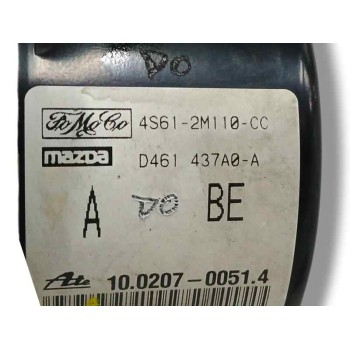 DO
FoMoCo 4S61-2M110-CC
mazda D461 437A0-A
A DO BE
Ate 10.0207-0051.4